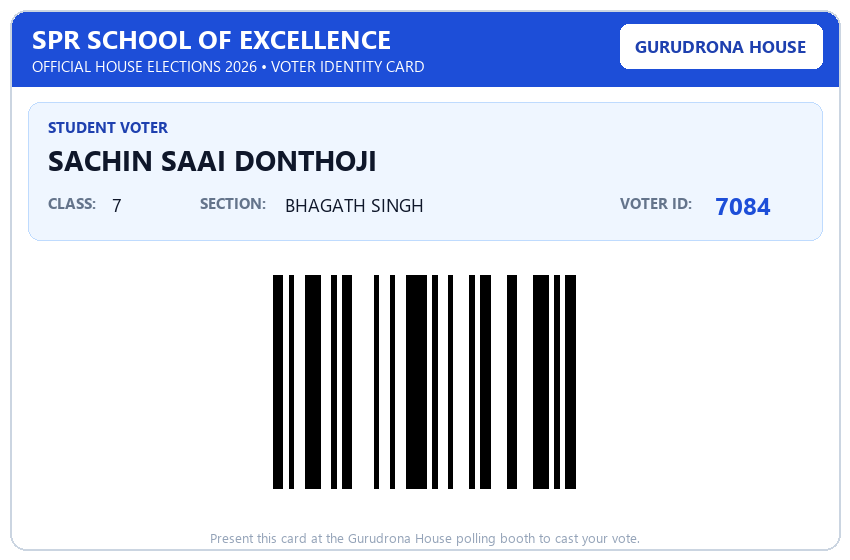 SPR SCHOOL OF EXCELLENCE
OFFICIAL HOUSE ELECTIONS 2026 • VOTER IDENTITY CARD
GURUDRONA HOUSE
STUDENT VOTER
SACHIN SAAI DONTHOJI
CLASS: 7 SECTION: BHAGATH SINGH VOTER ID: 7084
Present this card at the Gurudrona House polling booth to cast your vote.